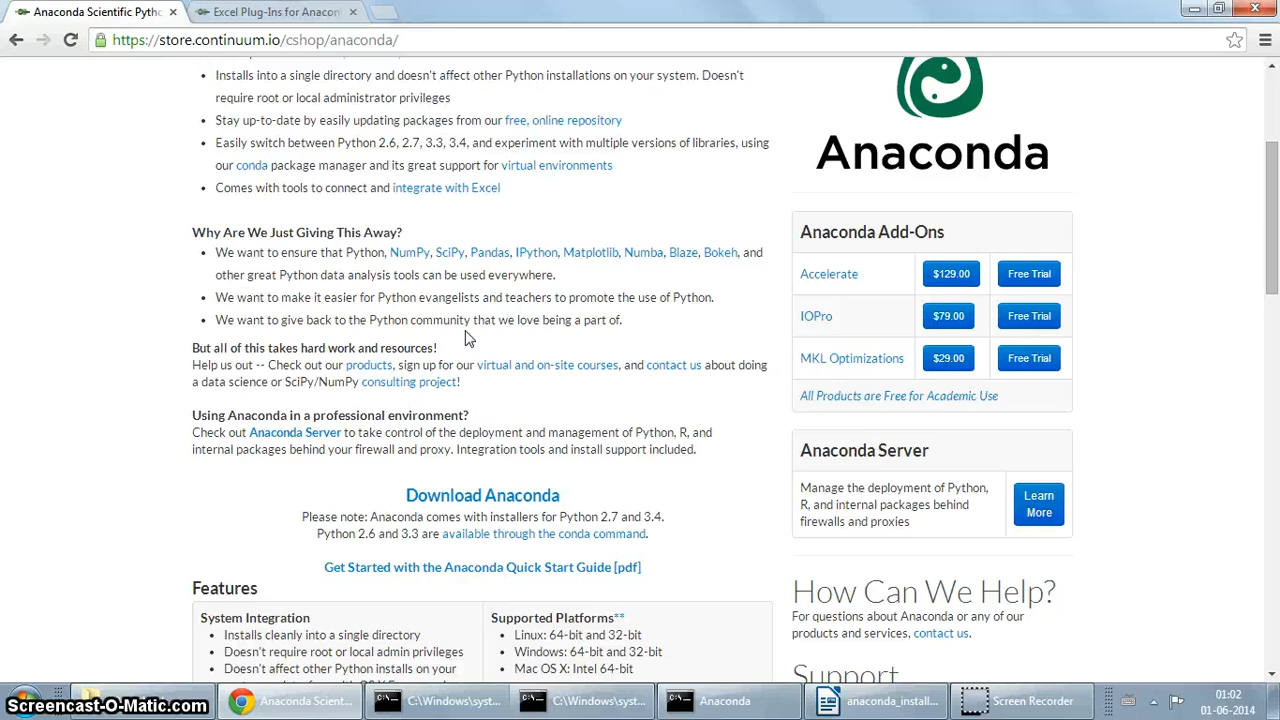 Anaconda Scientific Pytho
Excel Plug-Ins for Anacon
https://store.continuum.io/cshop/anaconda/
Installs into a single directory and doesn't affect other Python installations on your system. Doesn't
require root or local administrator privileges
Stay up-to-date by easily updating packages from our free, online repository
Easily switch between Python 2.6, 2.7, 3.3, 3.4, and experiment with multiple versions of libraries, using
our conda package manager and its great support for virtual environments
Comes with tools to connect and integrate with Excel
Why Are We Just Giving This Away?
We want to ensure that Python, NumPy, SciPy, Pandas, IPython, Matplotlib, Numba, Blaze, Bokeh, and
other great Python data analysis tools can be used everywhere.
We want to make it easier for Python evangelists and teachers to promote the use of Python.
We want to give back to the Python community that we love being a part of.
But all of this takes hard work and resources!
Help us out -- Check out our products, sign up for our virtual and on-site courses, and contact us about doing
a data science or SciPy/NumPy consulting project!
Using Anaconda in a professional environment?
Check out Anaconda Server to take control of the deployment and management of Python, R, and
internal packages behind your firewall and proxy. Integration tools and install support included.
Download Anaconda
Please note: Anaconda comes with installers for Python 2.7 and 3.4.
Python 2.6 and 3.3 are available through the conda command.
Get Started with the Anaconda Quick Start Guide [pdf]
Features
System Integration
Installs cleanly into a single directory
Doesn't require root or local admin privileges
Doesn't affect other Python installs on your
Supported Platforms**
Linux: 64-bit and 32-bit
Windows: 64-bit and 32-bit
Mac OS X: Intel 64-bit
Anaconda
Anaconda Add-Ons
Accelerate $129.00 Free Trial
IOPro $79.00 Free Trial
MKL Optimizations $29.00 Free Trial
All Products are Free for Academic Use
Anaconda Server
Manage the deployment of Python,
R, and internal packages behind
firewalls and proxies
Learn
More
How Can We Help?
For questions about Anaconda or any of our
products and services, contact us.
Support
Screencast-O-Matic.com
Anaconda Scient...
C:\Windows\syst...
C:\Windows\syst...
Anaconda
anaconda_install...
Screen Recorder
01:02
01-06-2014